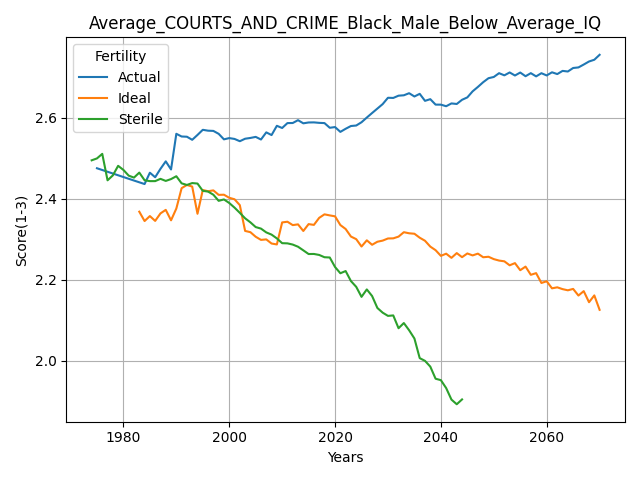 Average_COURTS_AND_CRIME_Black_Male_Below_Average_IQ
Fertility
Actual
Ideal
Sterile
Score(1-3)
2.6
2.4
2.2
2.0
1980 2000 2020 2040 2060
Years